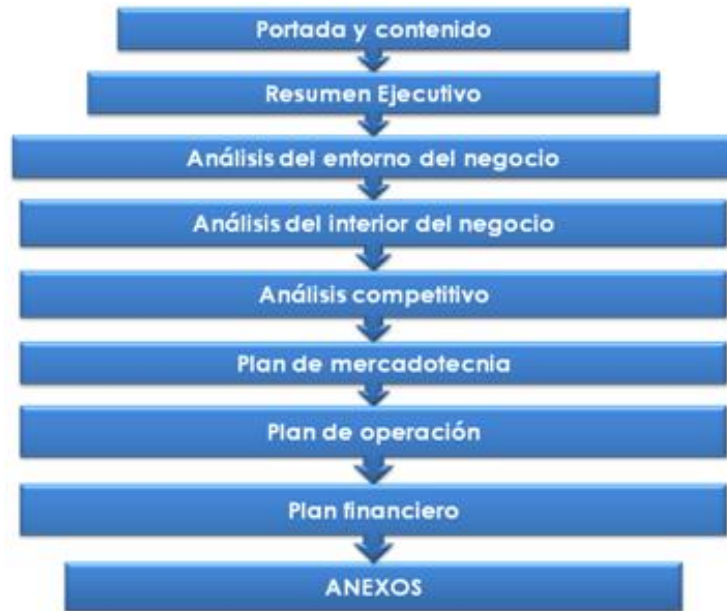 Portada y contenido
Resumen Ejecutivo
Análisis del entorno del negocio
Análisis del interior del negocio
Análisis competitivo
Plan de mercadotecnia
Plan de operación
Plan financiero
ANEXOS